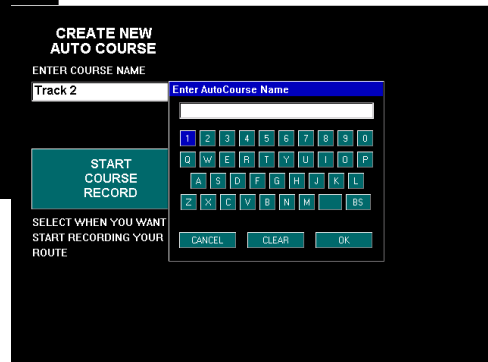 CREATE NEW
AUTO COURSE
ENTER COURSE NAME
Track 2
START
COURSE
RECORD
SELECT WHEN YOU WANT
START RECORDING YOUR
ROUTE
Enter AutoCourse Name
1 2 3 4 5 6 7 8 9 0
Q W E R T Y U I O P
A S D F G H J K L
Z X C V B N M BS
CANCEL CLEAR OK